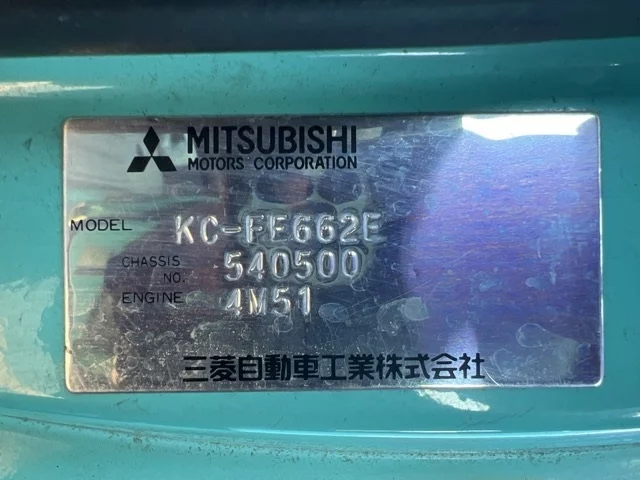 MITSUBISHI
MOTORS CORPORATION
MODEL KC-FE662E
CHASSIS NO. 540500
ENGINE 4M51
三菱自動車工業株式会社